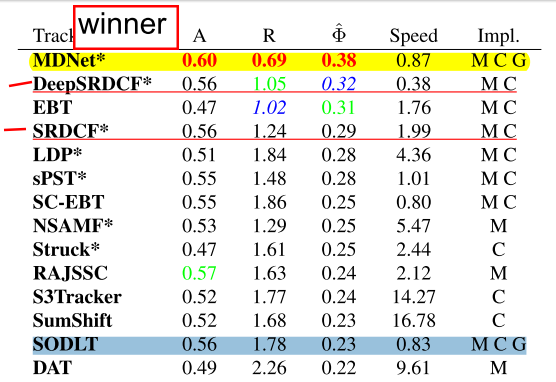 winner
Track A R Φ̂ Speed Impl.
MDNet* 0.60 0.69 0.38 0.87 M C G
DeepSRDCF* 0.56 1.05 0.32 0.38 M C
EBT 0.47 1.02 0.31 1.76 M C
SRDCF* 0.56 1.24 0.29 1.99 M C
LDP* 0.51 1.84 0.28 4.36 M C
sPST* 0.55 1.48 0.28 1.01 M C
SC-EBT 0.55 1.86 0.25 0.80 M C
NSAMF* 0.53 1.29 0.25 5.47 M
Struck* 0.47 1.61 0.25 2.44 C
RAJSSC 0.57 1.63 0.24 2.12 M
S3Tracker 0.52 1.77 0.24 14.27 C
SumShift 0.52 1.68 0.23 16.78 C
SODLT 0.56 1.78 0.23 0.83 M C G
DAT 0.49 2.26 0.22 9.61 M